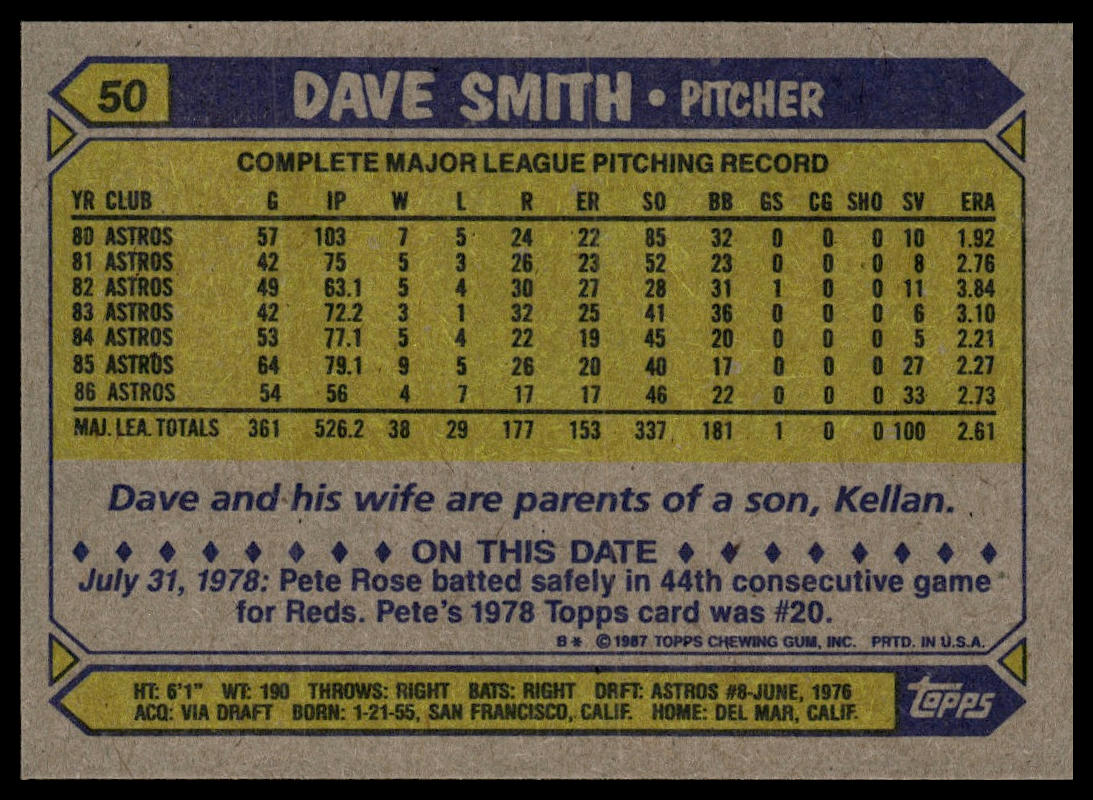 50 DAVE SMITH • PITCHER
COMPLETE MAJOR LEAGUE PITCHING RECORD
YR CLUB G IP W L R ER SO BB GS CG SHO SV ERA
80 ASTROS 57 103 7 5 24 22 85 32 0 0 0 10 1.92
81 ASTROS 42 75 5 3 26 23 52 23 0 0 0 8 2.76
82 ASTROS 49 63.1 5 4 30 27 28 31 1 0 0 11 3.84
83 ASTROS 42 72.2 3 1 32 25 41 36 0 0 0 6 3.10
84 ASTROS 53 77.1 5 4 22 19 45 20 0 0 0 5 2.21
85 ASTROS 64 79.1 9 5 26 20 40 17 0 0 0 27 2.27
86 ASTROS 54 56 4 7 17 17 46 22 0 0 0 33 2.73
MAJ. LEA. TOTALS 361 526.2 38 29 177 153 337 181 1 0 0 100 2.61
Dave and his wife are parents of a son, Kellan.
ON THIS DATE
July 31, 1978: Pete Rose batted safely in 44th consecutive game
for Reds. Pete's 1978 Topps card was #20.
B* © 1987 TOPPS CHEWING GUM, INC. PRTD. IN U.S.A.
HT: 6'1" WT: 190 THROWS: RIGHT BATS: RIGHT DRFT: ASTROS #8-JUNE, 1976
ACQ: VIA DRAFT BORN: 1-21-55, SAN FRANCISCO, CALIF. HOME: DEL MAR, CALIF.
topps